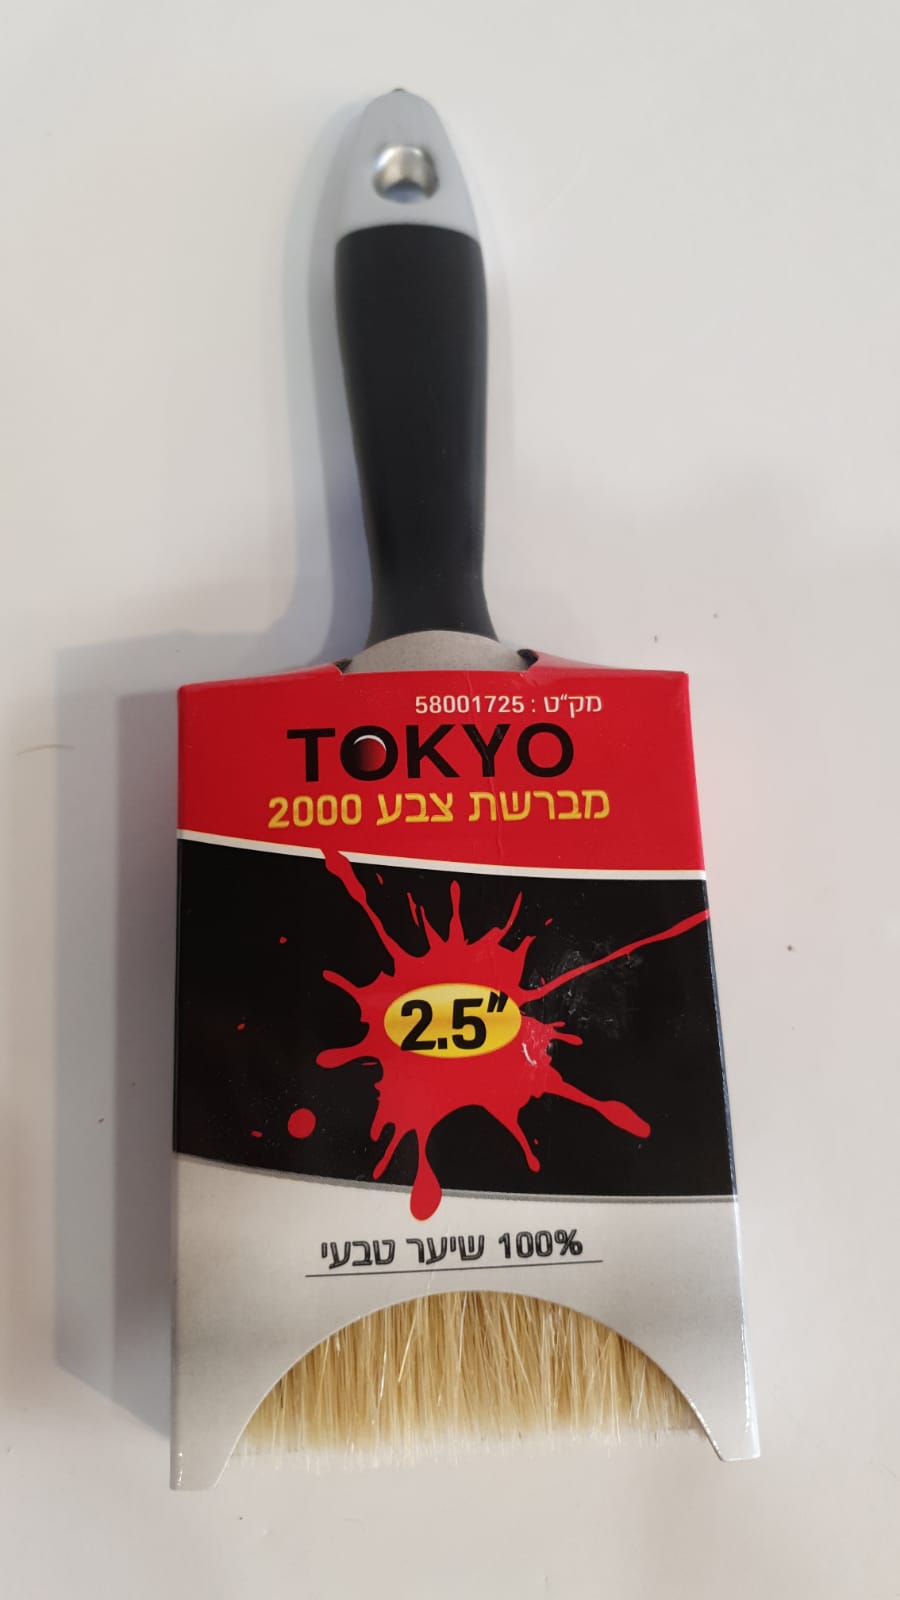 מק"ט : 58001725
TOKYO
מברשת צבע 2000
2.5"
100% שיער טבעי